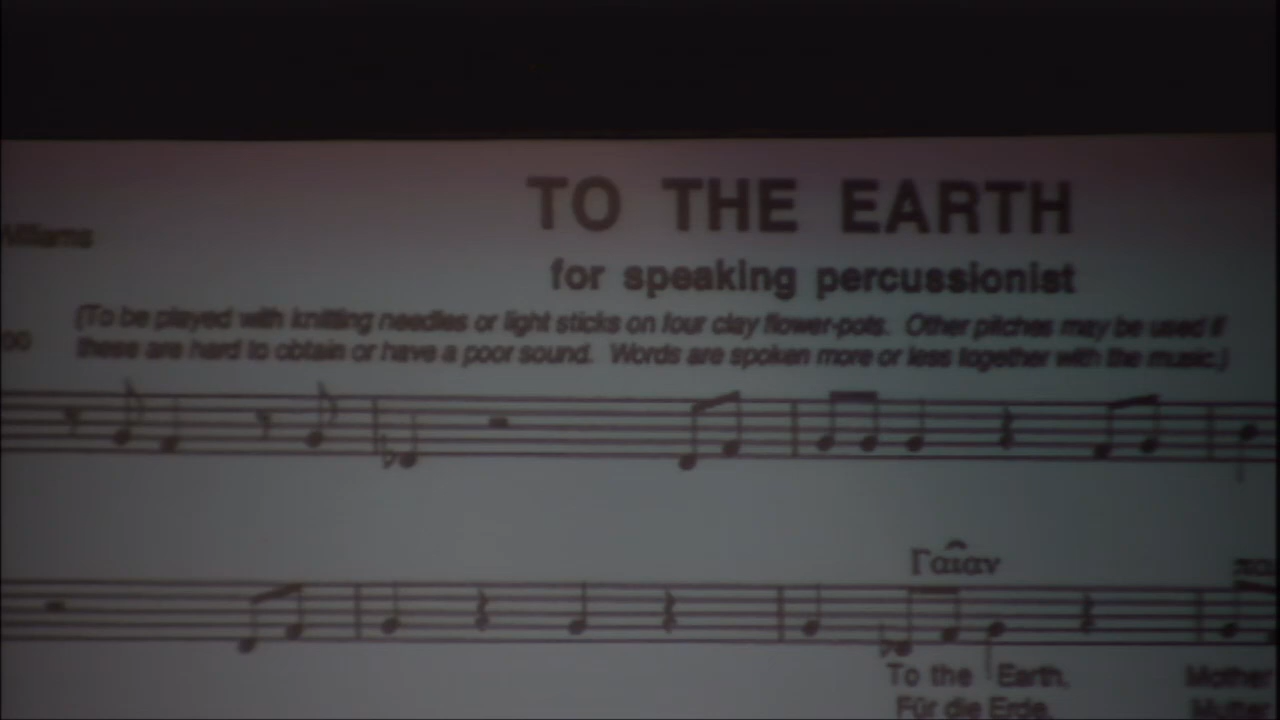 TO THE EARTH
for speaking percussionist
(To be played with knitting needles or light sticks on four clay flower-pots. Other pitches may be used if
these are hard to obtain or have a poor sound. Words are spoken more or less together with the music.)
Γαῖαν
To the Earth, Mother
Für die Erde, Mutter